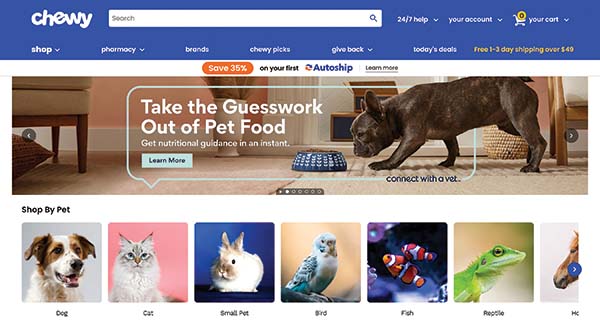 chewy
Search
24/7 help
your account
0
your cart
shop
pharmacy
brands
chewy picks
give back
today's deals
Free 1-3 day shipping over $49
Save 35% on your first Autoship Learn more
Take the Guesswork
Out of Pet Food
Get nutritional guidance in an instant.
Learn More
connect with a vet
Shop By Pet
Dog
Cat
Small Pet
Bird
Fish
Reptile
Ho